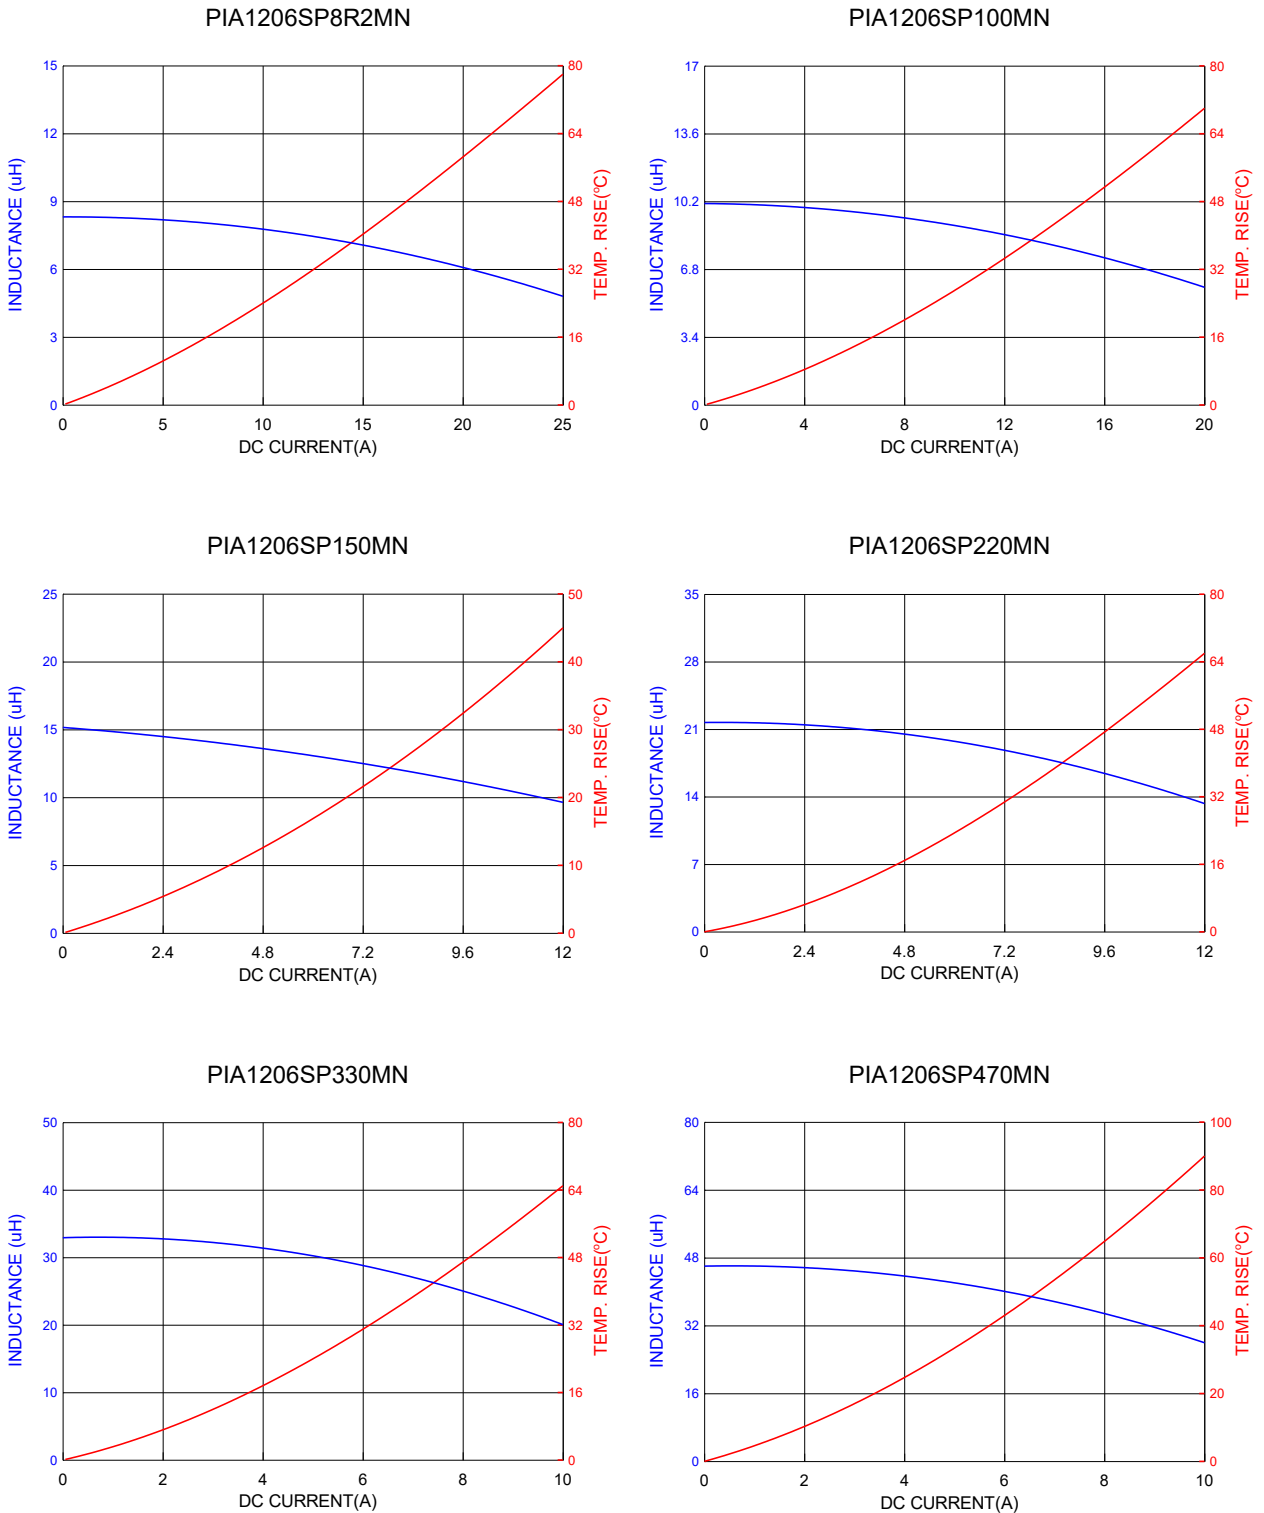 PIA1206SP8R2MN
INDUCTANCE (uH)
15
12
9
6
3
0
80
64
48
32
16
0
TEMP. RISE(ºC)
0 5 10 15 20 25
DC CURRENT(A)
PIA1206SP100MN
INDUCTANCE (uH)
17
13.6
10.2
6.8
3.4
0
80
64
48
32
16
0
TEMP. RISE(ºC)
0 4 8 12 16 20
DC CURRENT(A)
PIA1206SP150MN
INDUCTANCE (uH)
25
20
15
10
5
0
50
40
30
20
10
0
TEMP. RISE(ºC)
0 2.4 4.8 7.2 9.6 12
DC CURRENT(A)
PIA1206SP220MN
INDUCTANCE (uH)
35
28
21
14
7
0
80
64
48
32
16
0
TEMP. RISE(ºC)
0 2.4 4.8 7.2 9.6 12
DC CURRENT(A)
PIA1206SP330MN
INDUCTANCE (uH)
50
40
30
20
10
0
80
64
48
32
16
0
TEMP. RISE(ºC)
0 2 4 6 8 10
DC CURRENT(A)
PIA1206SP470MN
INDUCTANCE (uH)
80
64
48
32
16
0
100
80
60
40
20
0
TEMP. RISE(ºC)
0 2 4 6 8 10
DC CURRENT(A)